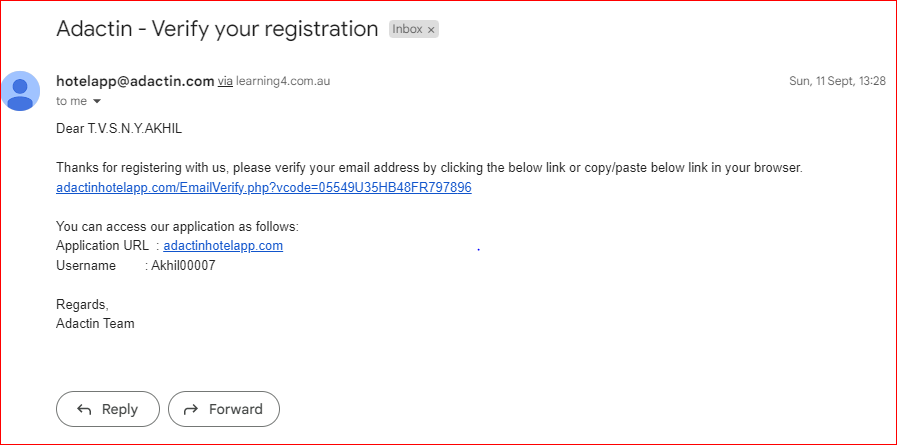 Adactin - Verify your registration Inbox ×
hotelapp@adactin.com via learning4.com.au Sun, 11 Sept, 13:28
to me
Dear T.V.S.N.Y.AKHIL
Thanks for registering with us, please verify your email address by clicking the below link or copy/paste below link in your browser.
adactinhotelapp.com/EmailVerify.php?vcode=05549U35HB48FR797896
You can access our application as follows:
Application URL : adactinhotelapp.com
Username : Akhil00007
Regards,
Adactin Team
Reply Forward